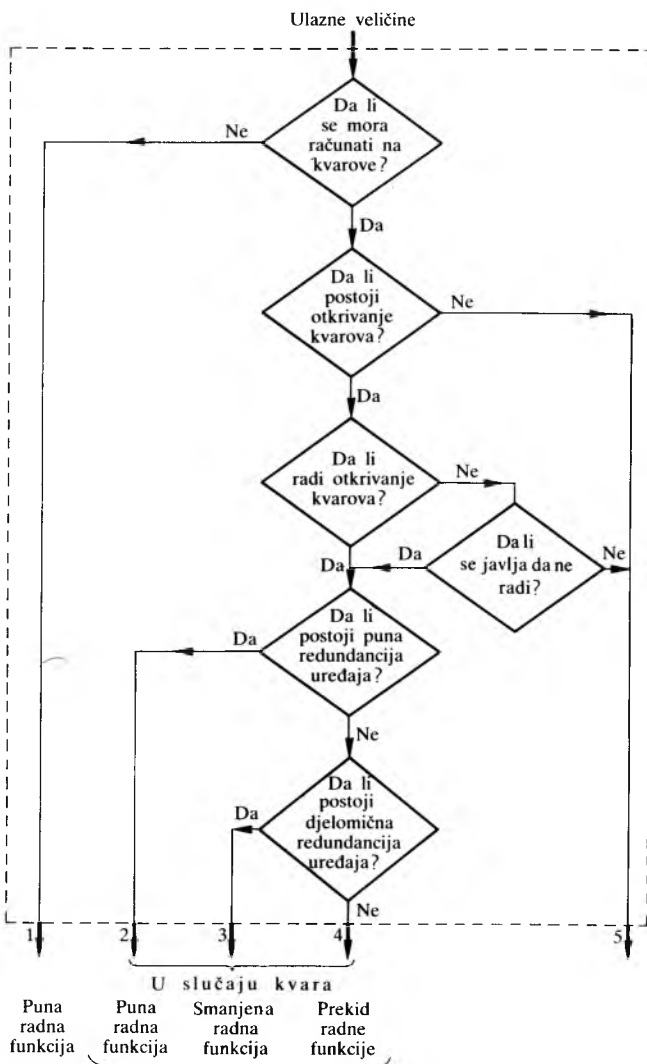 Ulazne veličine
Da li
se mora
računati na
kvarove?
Ne
Da
Da li
postoji
otkrivanje
kvarova?
Ne
Da
Da li
radi otkrivanje
kvarova?
Ne
Da
Da li
se javlja da ne
radi?
Da
Ne
Da li
postoji puna
redundancija
uređaja?
Da
Ne
Da li
postoji
djelomična
redundancija
uređaja?
Da
Ne
1 2 3 4 5
U slučaju kvara
Puna
radna
funkcija
Puna
radna
funkcija
Smanjena
radna
funkcija
Prekid
radne
funkcije